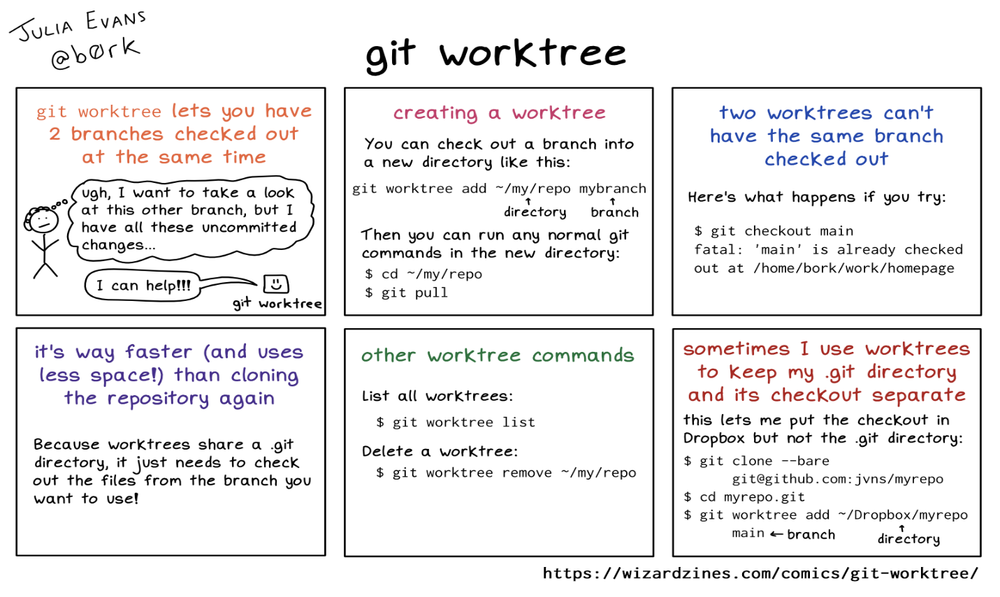 JULIA EVANS
@b0rk
git worktree
git worktree lets you have
2 branches checked out
at the same time
ugh, I want to take a look
at this other branch, but I
have all these uncommitted
changes...
I can help!!!
git worktree
creating a worktree
You can check out a branch into
a new directory like this:
git worktree add ~/my/repo mybranch
↑ ↑
directory branch
Then you can run any normal git
commands in the new directory:
$ cd ~/my/repo
$ git pull
two worktrees can't
have the same branch
checked out
Here's what happens if you try:
$ git checkout main
fatal: 'main' is already checked
out at /home/bork/work/homepage
it's way faster (and uses
less space!) than cloning
the repository again
Because worktrees share a .git
directory, it just needs to check
out the files from the branch you
want to use!
other worktree commands
List all worktrees:
$ git worktree list
Delete a worktree:
$ git worktree remove ~/my/repo
sometimes I use worktrees
to keep my .git directory
and its checkout separate
this lets me put the checkout in
Dropbox but not the .git directory:
$ git clone --bare
git@github.com:jvns/myrepo
$ cd myrepo.git
$ git worktree add ~/Dropbox/myrepo
main ← branch ↑
directory
https://wizardzines.com/comics/git-worktree/